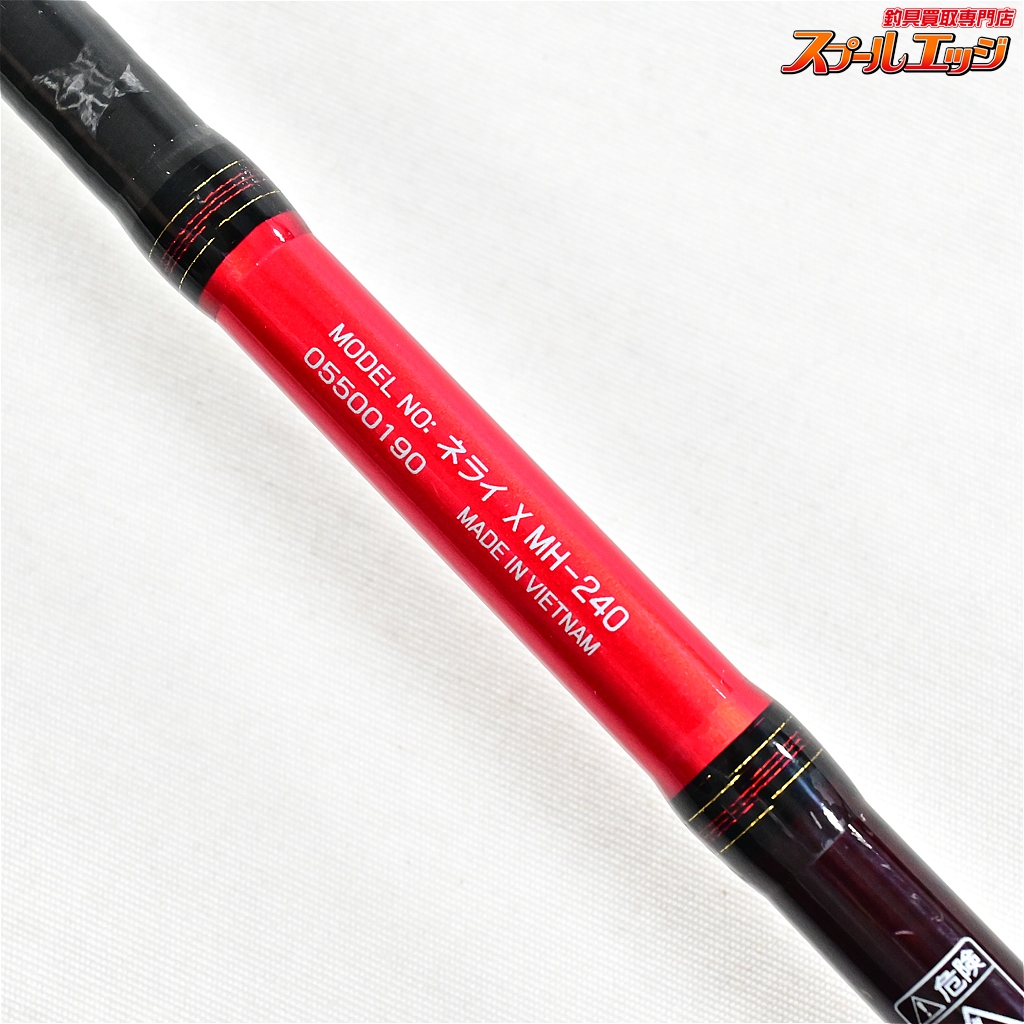 釣具買取専門店
スプールエッジ
MODEL NO: ネライ X MH-240
05500190
MADE IN VIETNAM
危険